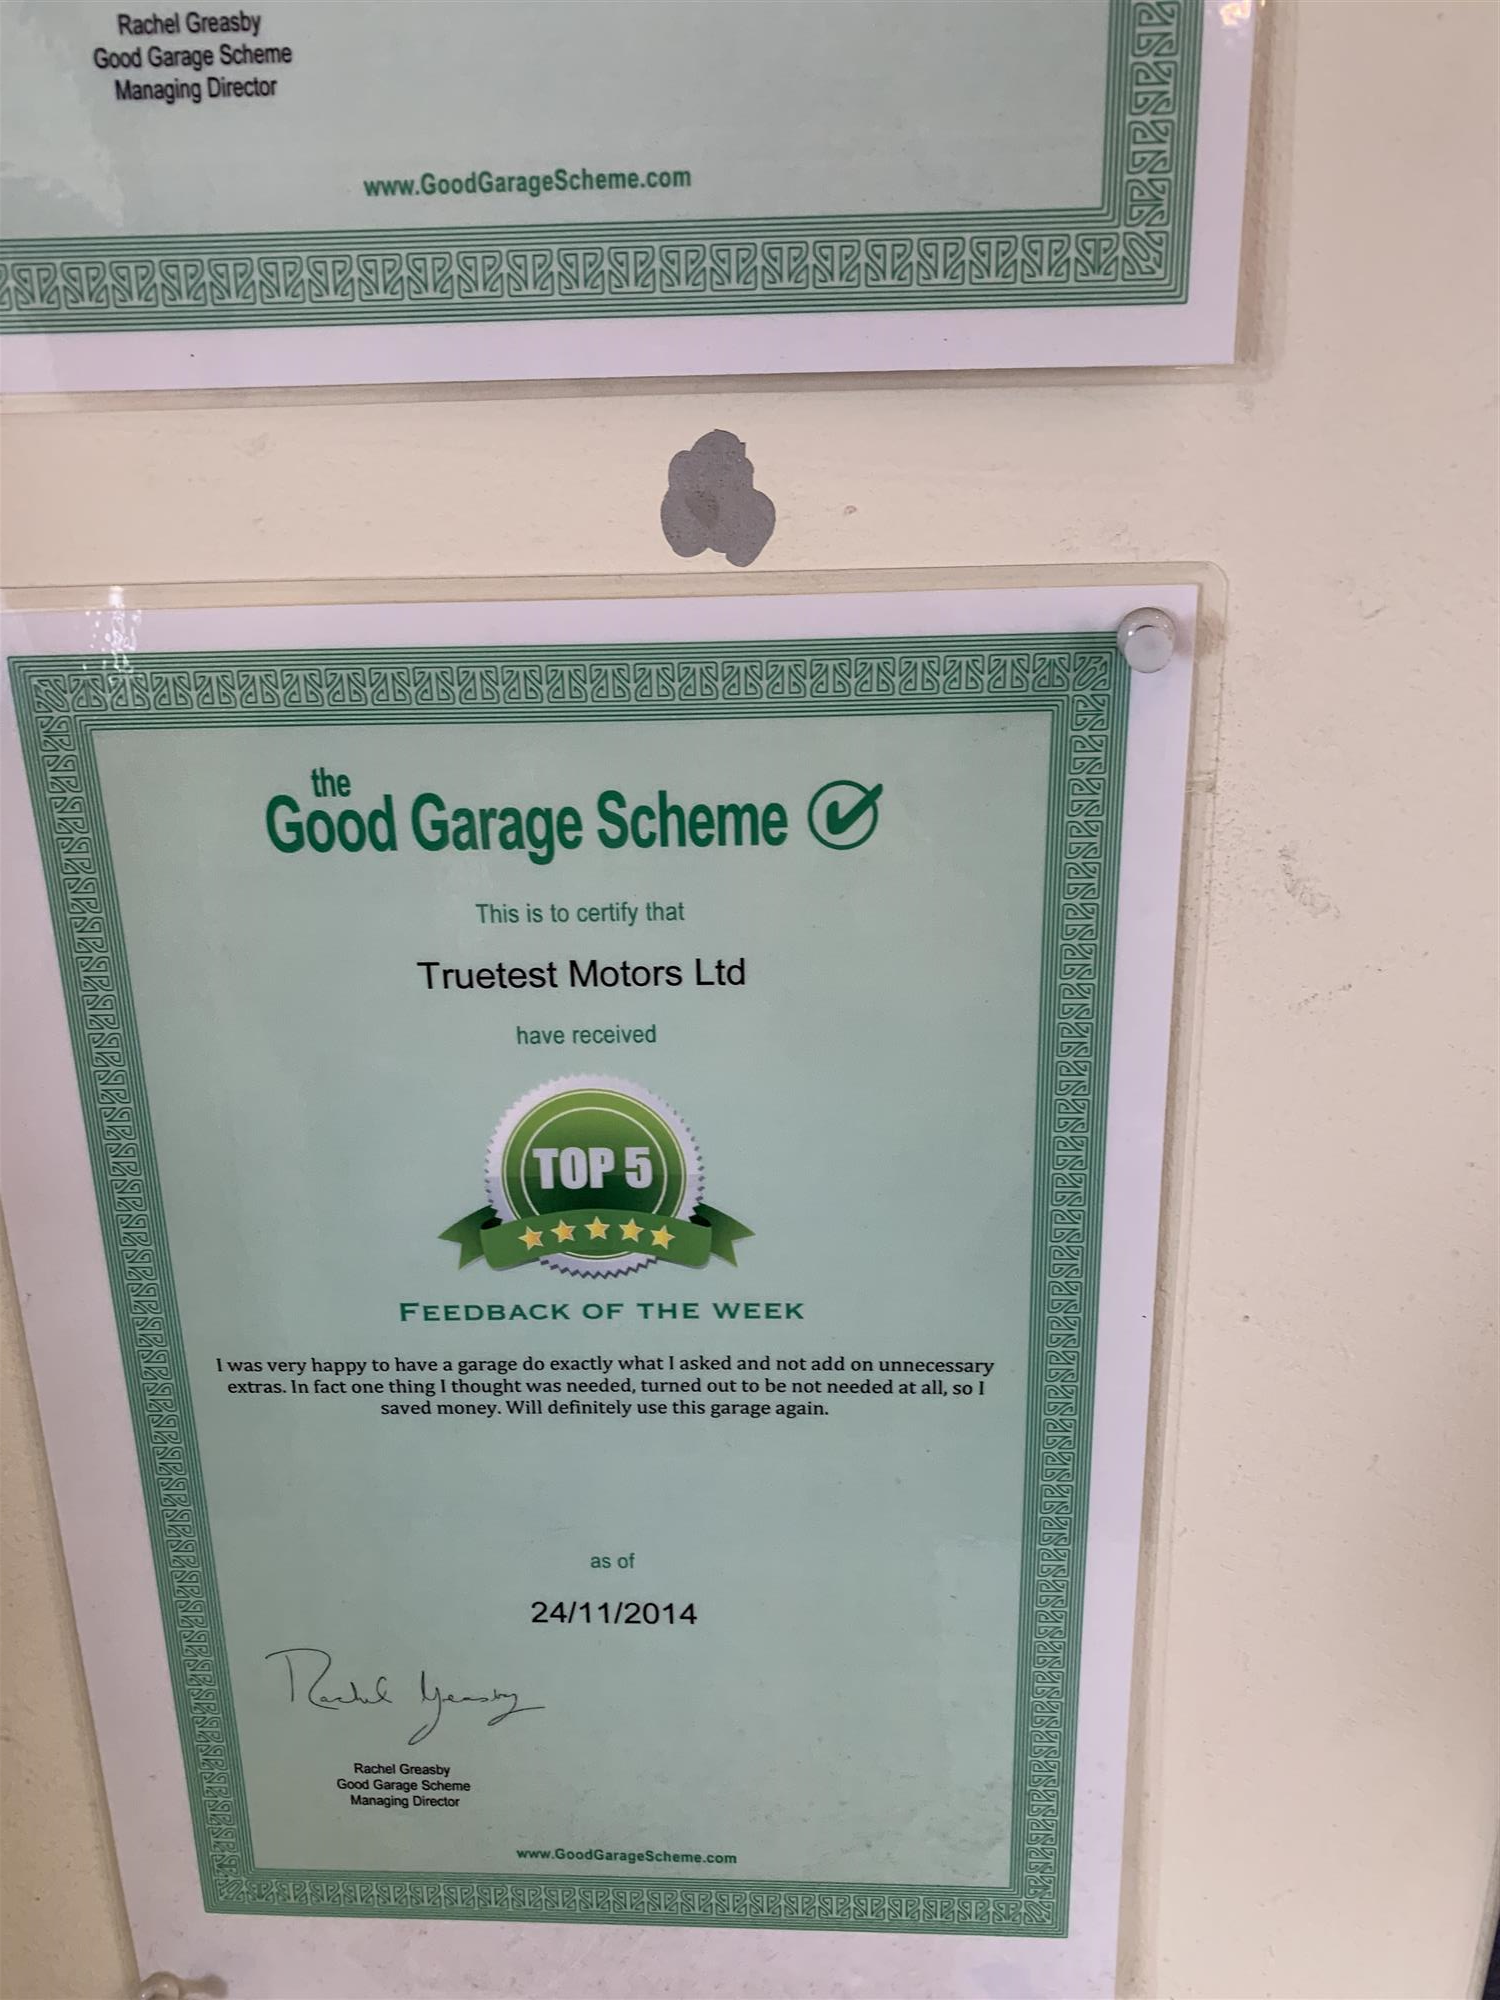 Rachel Greasby
Good Garage Scheme
Managing Director
www.GoodGarageScheme.com
the
Good Garage Scheme
This is to certify that
Truetest Motors Ltd
have received
TOP 5
FEEDBACK OF THE WEEK
I was very happy to have a garage do exactly what I asked and not add on unnecessary
extras. In fact one thing I thought was needed, turned out to be not needed at all, so I
saved money. Will definitely use this garage again.
as of
24/11/2014
Rachel Greasby
Rachel Greasby
Good Garage Scheme
Managing Director
www.GoodGarageScheme.com